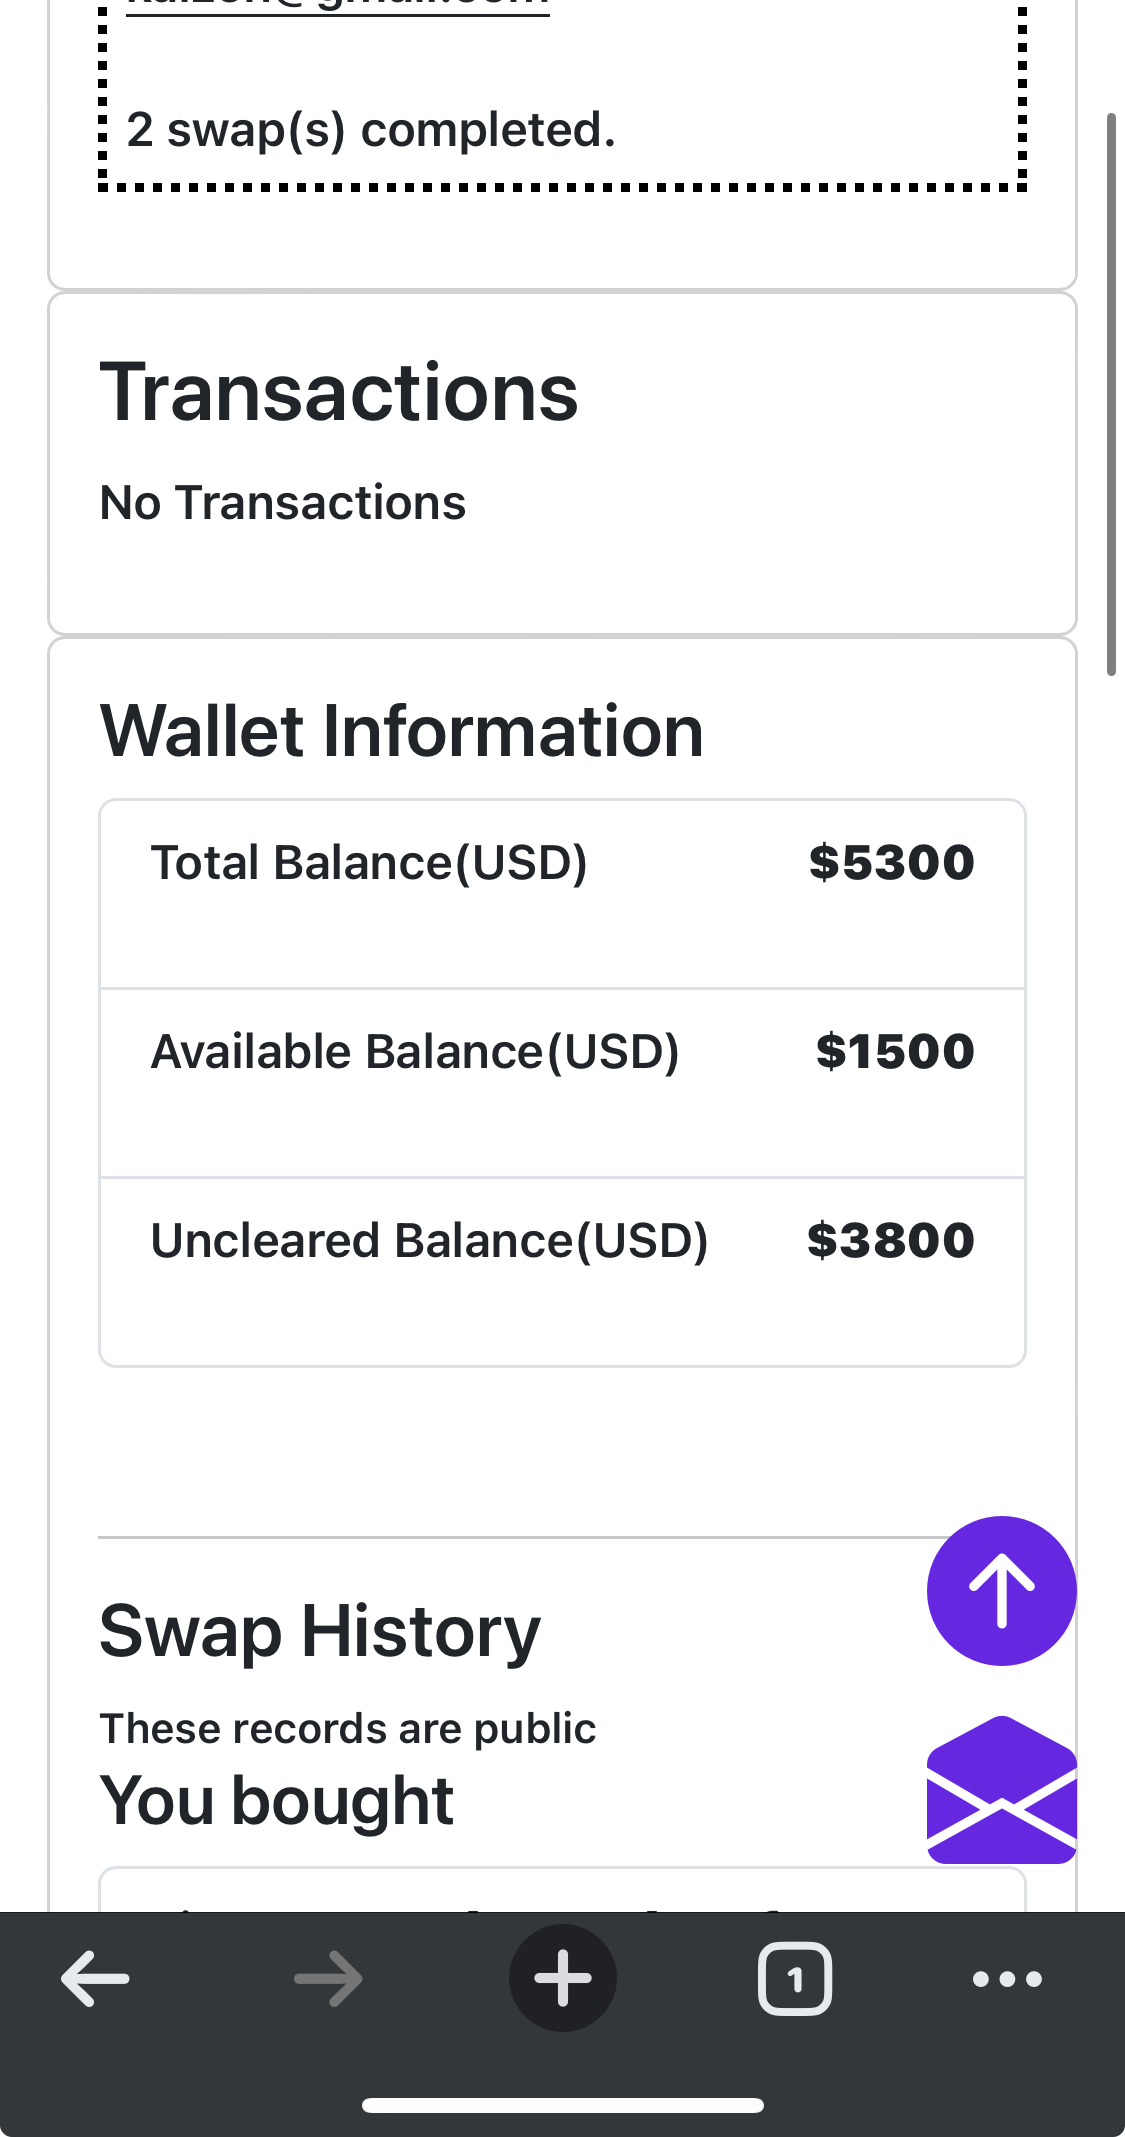 2 swap(s) completed.
Transactions
No Transactions
Wallet Information
Total Balance(USD) $5300
Available Balance(USD) $1500
Uncleared Balance(USD) $3800
Swap History
These records are public
You bought
1